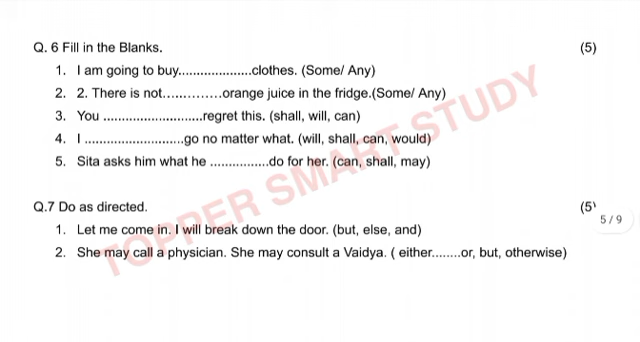 Q. 6 Fill in the Blanks. (5)
1. I am going to buy....................clothes. (Some/ Any)
2. 2. There is not.............orange juice in the fridge.(Some/ Any)
3. You ...........................regret this. (shall, will, can)
4. I ...........................go no matter what. (will, shall, can, would)
5. Sita asks him what he ................do for her. (can, shall, may)
Q.7 Do as directed. (5)
5 / 9
1. Let me come in. I will break down the door. (but, else, and)
2. She may call a physician. She may consult a Vaidya. ( either........or, but, otherwise)
TOPPER SMART STUDY